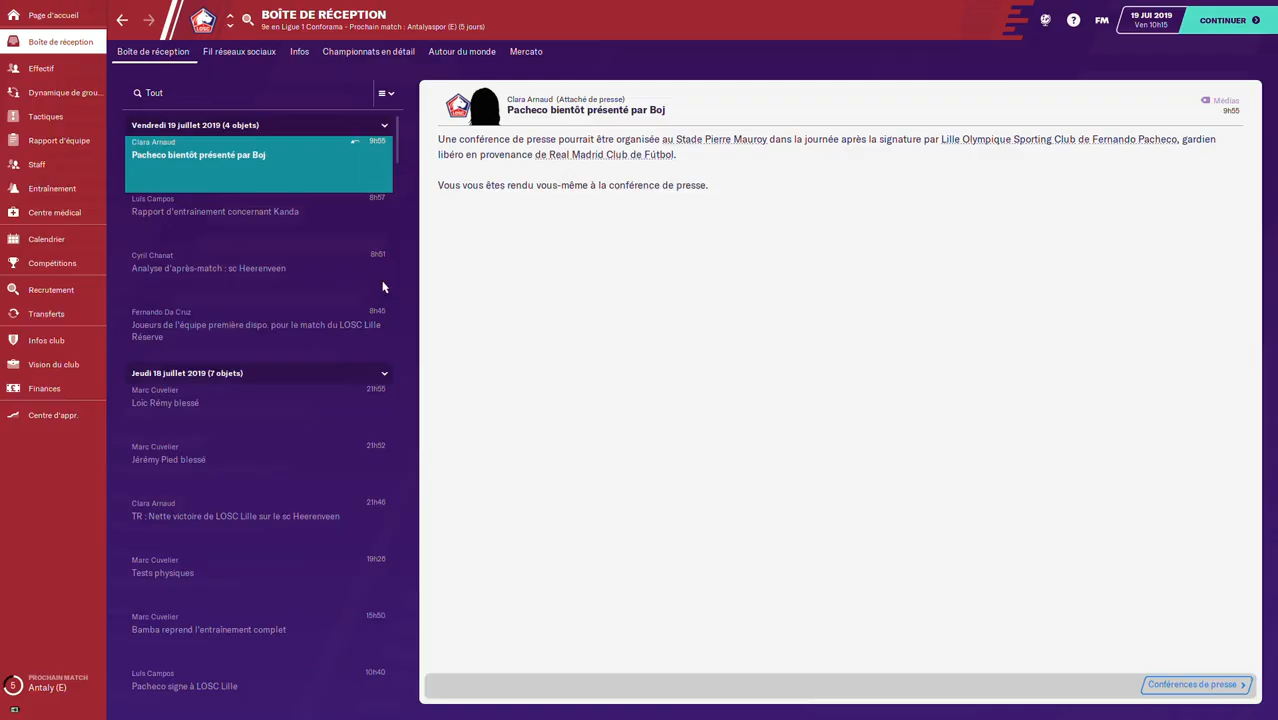 Page d'accueil
Boîte de réception
Effectif
Dynamique de grou...
Tactiques
Rapport d'équipe
Staff
Entraînement
Centre médical
Calendrier
Compétitions
Recrutement
Transferts
Infos club
Vision du club
Finances
Centre d'appr.
5
PROCHAIN MATCH
Antaly (E)
LOSC
BOÎTE DE RÉCEPTION
9e en Ligue 1 Conforama - Prochain match : Antalyaspor (E) (5 jours)
?
FM
19 JUI 2019
Ven 10h15
CONTINUER
Boîte de réception
Fil réseaux sociaux
Infos
Championnats en détail
Autour du monde
Mercato
Tout
Vendredi 19 juillet 2019 (4 objets)
Clara Arnaud 9h55
Pacheco bientôt présenté par Boj
Luís Campos 8h57
Rapport d'entraînement concernant Kanda
Cyril Chanat 8h51
Analyse d'après-match : sc Heerenveen
Fernando Da Cruz 8h45
Joueurs de l'équipe première dispo. pour le match du LOSC Lille
Réserve
Jeudi 18 juillet 2019 (7 objets)
Marc Cuvelier 21h55
Loïc Rémy blessé
Marc Cuvelier 21h52
Jérémy Pied blessé
Clara Arnaud 21h46
TR : Nette victoire de LOSC Lille sur le sc Heerenveen
Marc Cuvelier 19h26
Tests physiques
Marc Cuvelier 15h50
Bamba reprend l'entraînement complet
Luís Campos 10h40
Pacheco signe à LOSC Lille
LOSC
Clara Arnaud (Attaché de presse)
Pacheco bientôt présenté par Boj
Médias
9h55
Une conférence de presse pourrait être organisée au Stade Pierre Mauroy dans la journée après la signature par Lille Olympique Sporting Club de Fernando Pacheco, gardien
libéro en provenance de Real Madrid Club de Fútbol.
Vous vous êtes rendu vous-même à la conférence de presse.
Conférences de presse